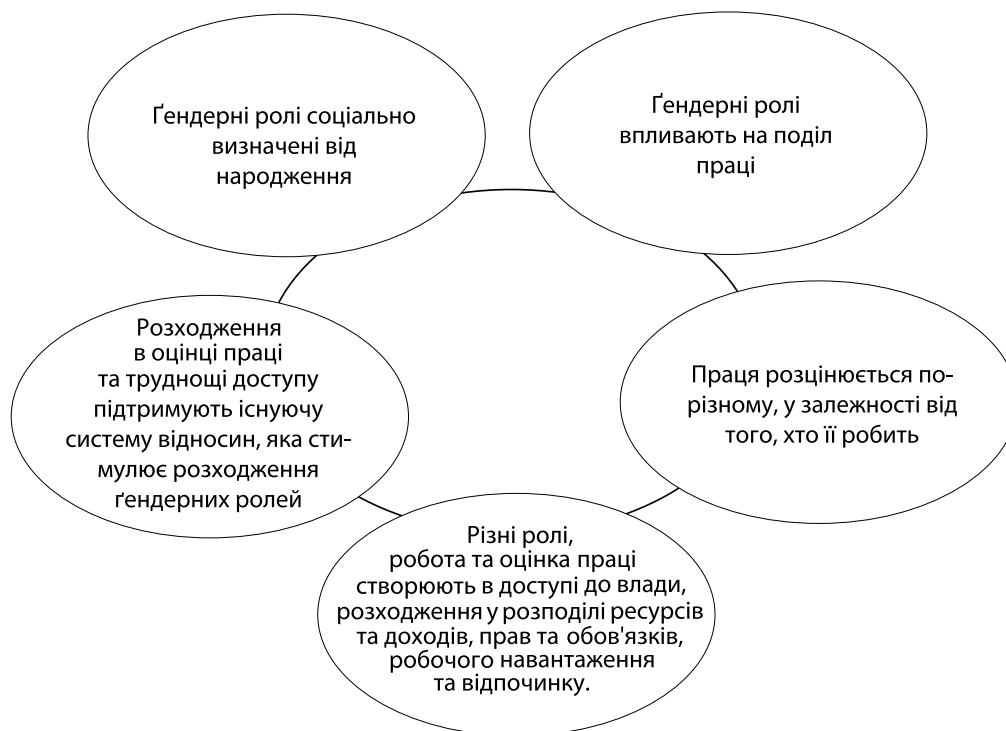 Ґендерні ролі соціально
визначені від
народження
Ґендерні ролі
впливають на поділ
праці
Праця розцінюється по-
різному, у залежності від
того, хто її робить
Різні ролі,
робота та оцінка праці
створюють в доступі до влади,
розходження у розподілі ресурсів
та доходів, прав та обов'язків,
робочого навантаження
та відпочинку.
Розходження
в оцінці праці
та труднощі доступу
підтримують існуючу
систему відносин, яка сти-
мулює розходження
ґендерних ролей